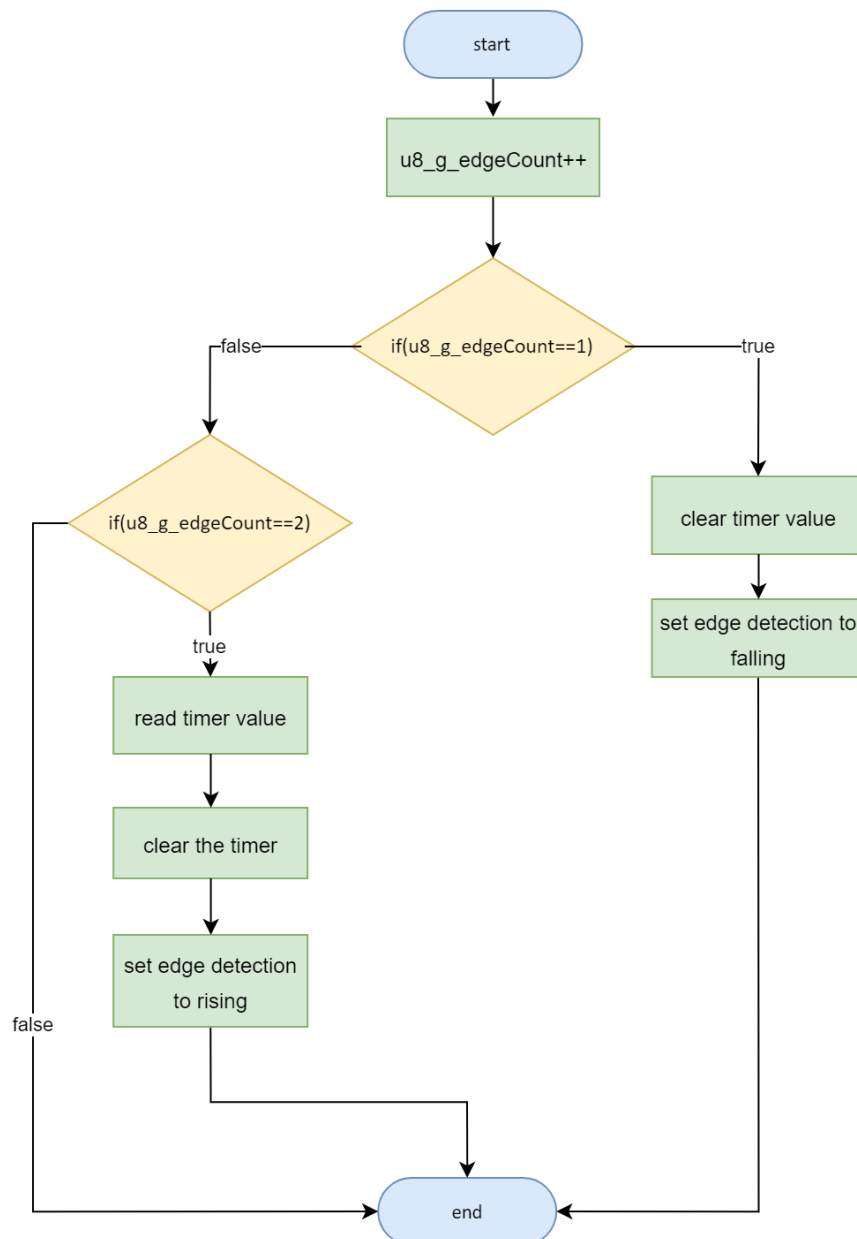 start
u8_g_edgeCount++
if(u8_g_edgeCount==1)
false
true
if(u8_g_edgeCount==2)
clear timer value
set edge detection to
falling
true
read timer value
clear the timer
set edge detection
to rising
false
end